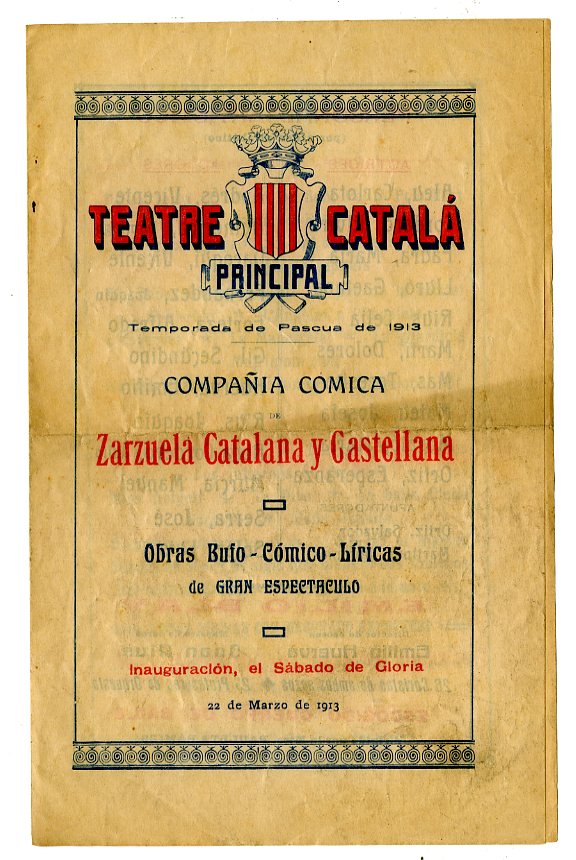 TEATRE CATALÁ
PRINCIPAL
Temporada de Pascua de 1913
COMPAÑIA COMICA
DE
Zarzuela Catalana y Castellana
Obras Bufo-Cómico-Líricas
de GRAN ESPECTACULO
Inauguración, el Sábado de Gloria
22 de Marzo de 1913